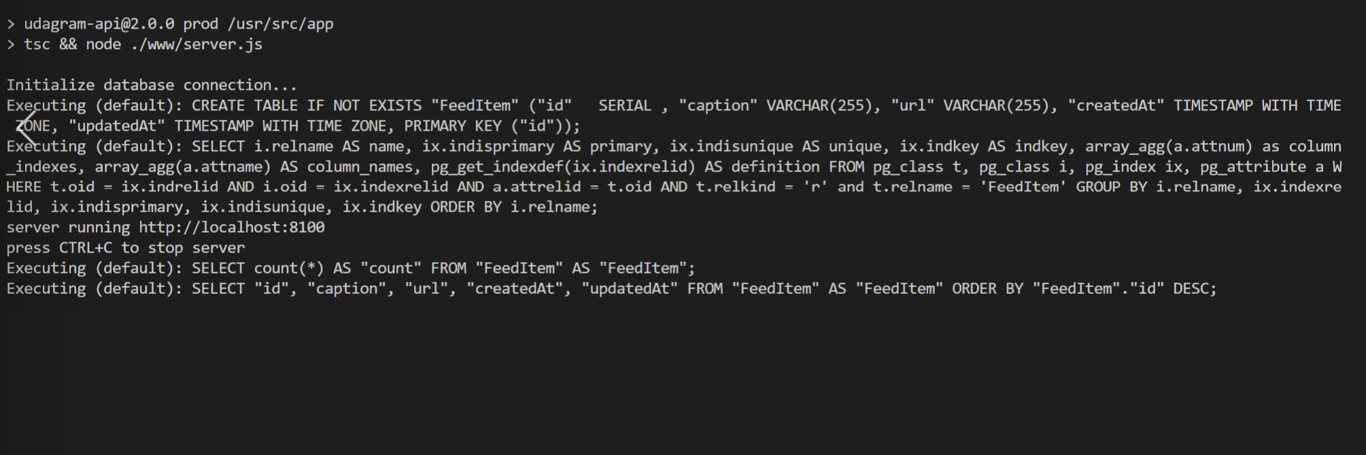 > udagram-api@2.0.0 prod /usr/src/app
> tsc && node ./www/server.js
Initialize database connection...
Executing (default): CREATE TABLE IF NOT EXISTS "FeedItem" ("id"   SERIAL , "caption" VARCHAR(255), "url" VARCHAR(255), "createdAt" TIMESTAMP WITH TIME
ZONE, "updatedAt" TIMESTAMP WITH TIME ZONE, PRIMARY KEY ("id"));
Executing (default): SELECT i.relname AS name, ix.indisprimary AS primary, ix.indisunique AS unique, ix.indkey AS indkey, array_agg(a.attnum) as column
_indexes, array_agg(a.attname) AS column_names, pg_get_indexdef(ix.indexrelid) AS definition FROM pg_class t, pg_class i, pg_index ix, pg_attribute a W
HERE t.oid = ix.indrelid AND i.oid = ix.indexrelid AND a.attrelid = t.oid AND t.relkind = 'r' and t.relname = 'FeedItem' GROUP BY i.relname, ix.indexre
lid, ix.indisprimary, ix.indisunique, ix.indkey ORDER BY i.relname;
server running http://localhost:8100
press CTRL+C to stop server
Executing (default): SELECT count(*) AS "count" FROM "FeedItem" AS "FeedItem";
Executing (default): SELECT "id", "caption", "url", "createdAt", "updatedAt" FROM "FeedItem" AS "FeedItem" ORDER BY "FeedItem"."id" DESC;